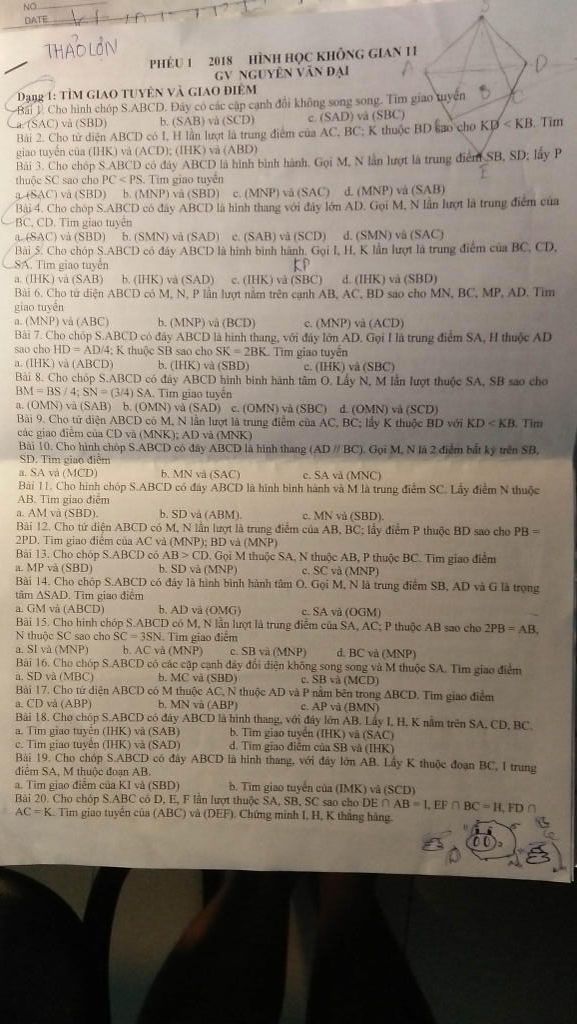 NO
DATE
THẢO LỘN
PHẾU 1 2018 HÌNH HỌC KHÔNG GIAN 11
GV NGUYỄN VĂN ĐẠI
Dạng 1: TÌM GIAO TUYẾN VÀ GIAO ĐIỂM
Bài 1. Cho hình chóp S.ABCD. Đáy có các cặp cạnh đối không song song. Tìm giao tuyến
a. (SAC) và (SBD) b. (SAB) và (SCD) c. (SAD) và (SBC)
Bài 2. Cho tứ diện ABCD có I, H lần lượt là trung điểm của AC, BC; K thuộc BD sao cho KD < KB. Tìm
giao tuyến của (IHK) và (ACD); (IHK) và (ABD)
Bài 3. Cho chóp S.ABCD có đáy ABCD là hình bình hành. Gọi M, N lần lượt là trung điểm SB, SD; lấy P
thuộc SC sao cho PC < PS. Tìm giao tuyến
a. (SAC) và (SBD) b. (MNP) và (SBD) c. (MNP) và (SAC) d. (MNP) và (SAB)
Bài 4. Cho chóp S.ABCD có đáy ABCD là hình thang với đáy lớn AD. Gọi M, N lần lượt là trung điểm của
BC, CD. Tìm giao tuyến
a. (SAC) và (SBD) b. (SMN) và (SAD) c. (SAB) và (SCD) d. (SMN) và (SAC)
Bài 5. Cho chóp S.ABCD có đáy ABCD là hình bình hành. Gọi I, H, K lần lượt là trung điểm của BC, CD,
SA. Tìm giao tuyến
KP
a. (IHK) và (SAB) b. (IHK) và (SAD) c. (IHK) và (SBC) d. (IHK) và (SBD)
Bài 6. Cho tứ diện ABCD có M, N, P lần lượt nằm trên cạnh AB, AC, BD sao cho MN, BC, MP, AD. Tìm
giao tuyến
a. (MNP) và (ABC) b. (MNP) và (BCD) c. (MNP) và (ACD)
Bài 7. Cho chóp S.ABCD có đáy ABCD là hình thang, với đáy lớn AD. Gọi I là trung điểm SA, H thuộc AD
sao cho HD = AD/4; K thuộc SB sao cho SK = 2BK. Tìm giao tuyến
a. (IHK) và (ABCD) b. (IHK) và (SBD) c. (IHK) và (SBC)
Bài 8. Cho chóp S.ABCD có đáy ABCD hình bình hành tâm O. Lấy N, M lần lượt thuộc SA, SB sao cho
BM = BS / 4; SN = (3/4) SA. Tìm giao tuyến
a. (OMN) và (SAB) b. (OMN) và (SAD) c. (OMN) và (SBC) d. (OMN) và (SCD)
Bài 9. Cho tứ diện ABCD có M, N lần lượt là trung điểm của AC, BC; lấy K thuộc BD với KD < KB. Tìm
các giao điểm của CD và (MNK); AD và (MNK)
Bài 10. Cho hình chóp S.ABCD có đáy ABCD là hình thang (AD // BC). Gọi M, N là 2 điểm bất kỳ trên SB,
SD. Tìm giao điểm
a. SA và (MCD) b. MN và (SAC) c. SA và (MNC)
Bài 11. Cho hình chóp S.ABCD có đáy ABCD là hình bình hành và M là trung điểm SC. Lấy điểm N thuộc
AB. Tìm giao điểm
a. AM và (SBD). b. SD và (ABM). c. MN và (SBD).
Bài 12. Cho tứ diện ABCD có M, N lần lượt là trung điểm của AB, BC; lấy điểm P thuộc BD sao cho PB =
2PD. Tìm giao điểm của AC và (MNP); BD và (MNP)
Bài 13. Cho chóp S.ABCD có AB > CD. Gọi M thuộc SA, N thuộc AB, P thuộc BC. Tìm giao điểm
a. MP và (SBD) b. SD và (MNP) c. SC và (MNP)
Bài 14. Cho chóp S.ABCD có đáy là hình bình hành tâm O. Gọi M, N là trung điểm SB, AD và G là trọng
tâm ΔSAD. Tìm giao điểm
a. GM và (ABCD) b. AD và (OMG) c. SA và (OGM)
Bài 15. Cho hình chóp S.ABCD có M, N lần lượt là trung điểm của SA, AC; P thuộc AB sao cho 2PB = AB,
N thuộc SC sao cho SC = 3SN. Tìm giao điểm
a. SI và (MNP) b. AC và (MNP) c. SB và (MNP) d. BC và (MNP)
Bài 16. Cho chóp S.ABCD có các cặp cạnh đáy đối diện không song song và M thuộc SA. Tìm giao điểm
a. SD và (MBC) b. MC và (SBD) c. SB và (MCD)
Bài 17. Cho tứ diện ABCD có M thuộc AC, N thuộc AD và P nằm bên trong ΔBCD. Tìm giao điểm
a. CD và (ABP) b. MN và (ABP) c. AP và (BMN)
Bài 18. Cho chóp S.ABCD có đáy ABCD là hình thang, với đáy lớn AB. Lấy I, H, K nằm trên SA, CD, BC.
a. Tìm giao tuyến (IHK) và (SAB) b. Tìm giao tuyến (IHK) và (SAC)
c. Tìm giao tuyến (IHK) và (SAD) d. Tìm giao điểm của SB và (IHK)
Bài 19. Cho chóp S.ABCD có đáy ABCD là hình thang, với đáy lớn AB. Lấy K thuộc đoạn BC, I trung
điểm SA, M thuộc đoạn AB.
a. Tìm giao điểm của KI và (SBD) b. Tìm giao tuyến của (IMK) và (SCD)
Bài 20. Cho chóp S.ABC có D, E, F lần lượt thuộc SA, SB, SC sao cho DE ∩ AB = I, EF ∩ BC = H, FD ∩
AC = K. Tìm giao tuyến của (ABC) và (DEF). Chứng minh I, H, K thẳng hàng.